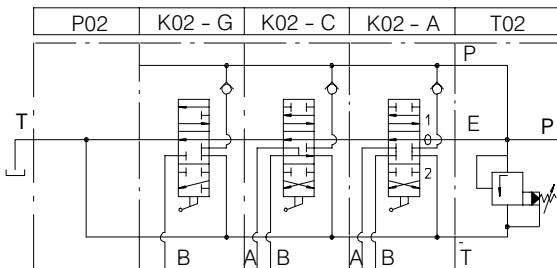 P02 K02 - G K02 - C K02 - A T02
P
1
T 0 E P
2
B A B A B T